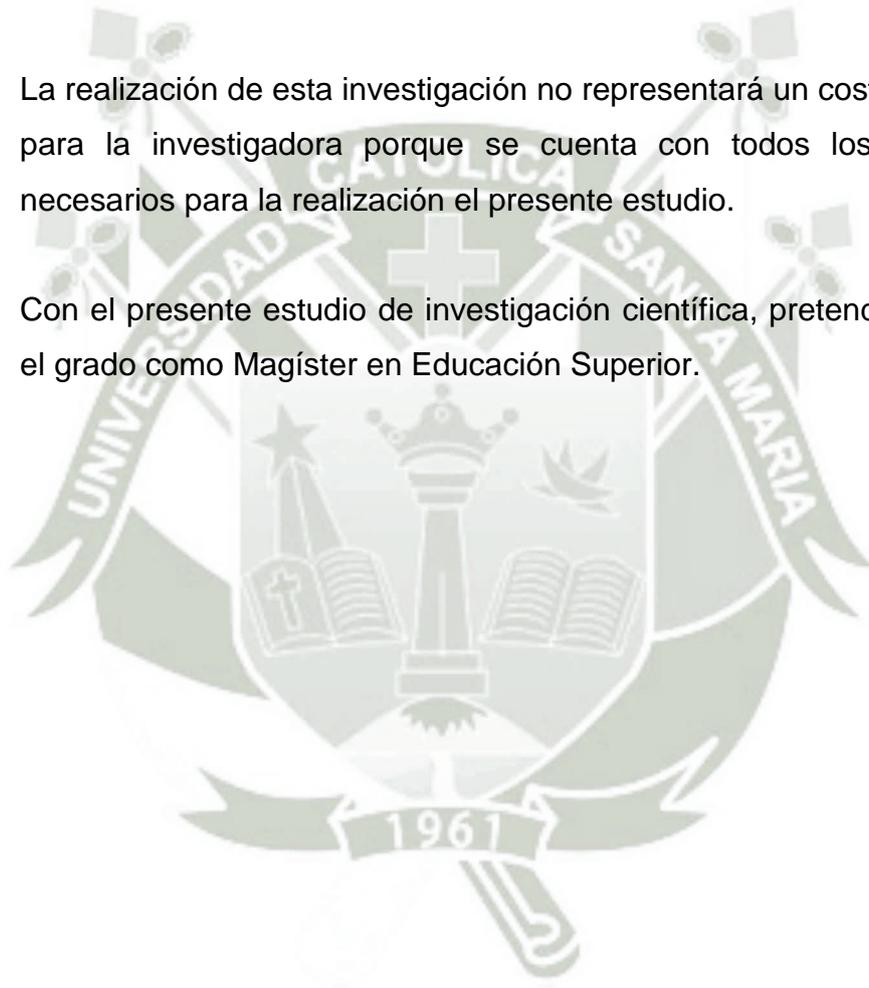 La realización de esta investigación no representará un cos
para la investigadora porque se cuenta con todos los
necesarios para la realización el presente estudio.
Con el presente estudio de investigación científica, preten
el grado como Magíster en Educación Superior.
UNIVERSIDAD CATOLICA SANTA MARIA
1961